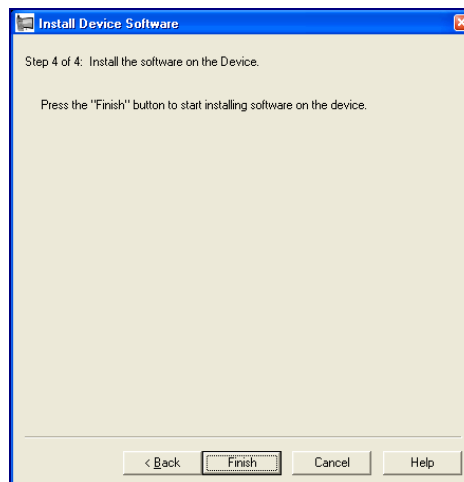 Install Device Software
Step 4 of 4: Install the software on the Device.
Press the "Finish" button to start installing software on the device.
< Back Finish Cancel Help